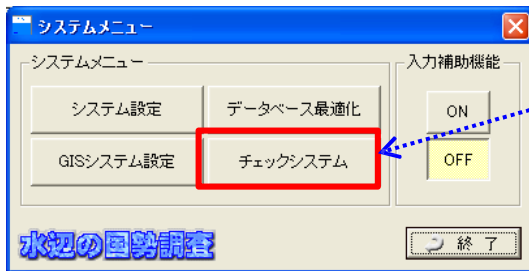 システムメニュー
システムメニュー
入力補助機能
システム設定
データベース最適化
ON
GISシステム設定
チェックシステム
OFF
水辺の国勢調査
終 了